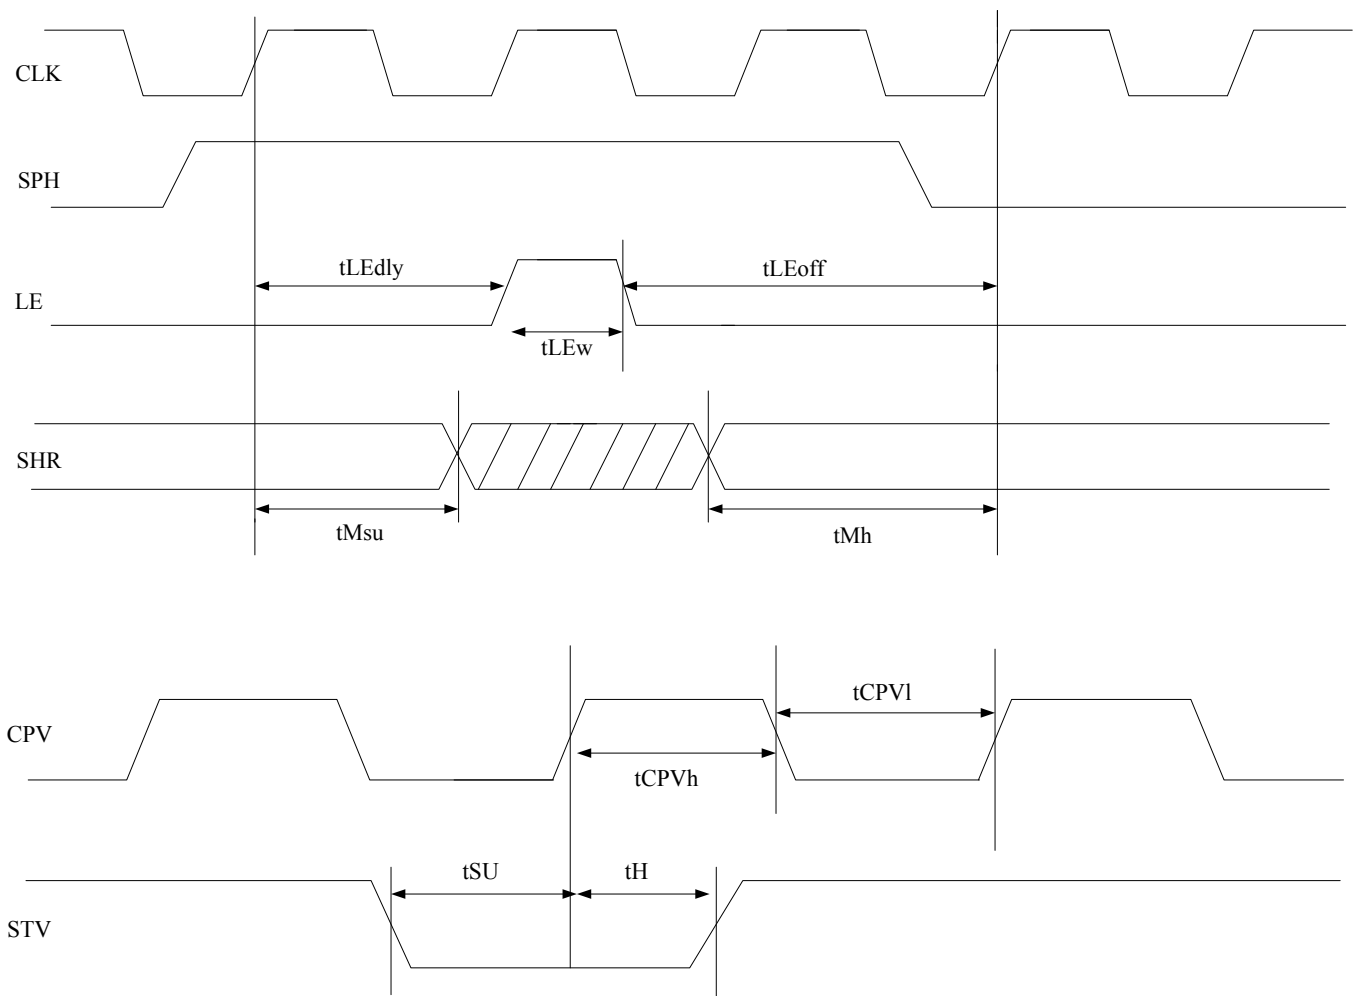 CLK
SPH
tLEdly
tLEoff
LE
tLEw
SHR
tMsu
tMh
tCPVl
CPV
tCPVh
tSU
tH
STV